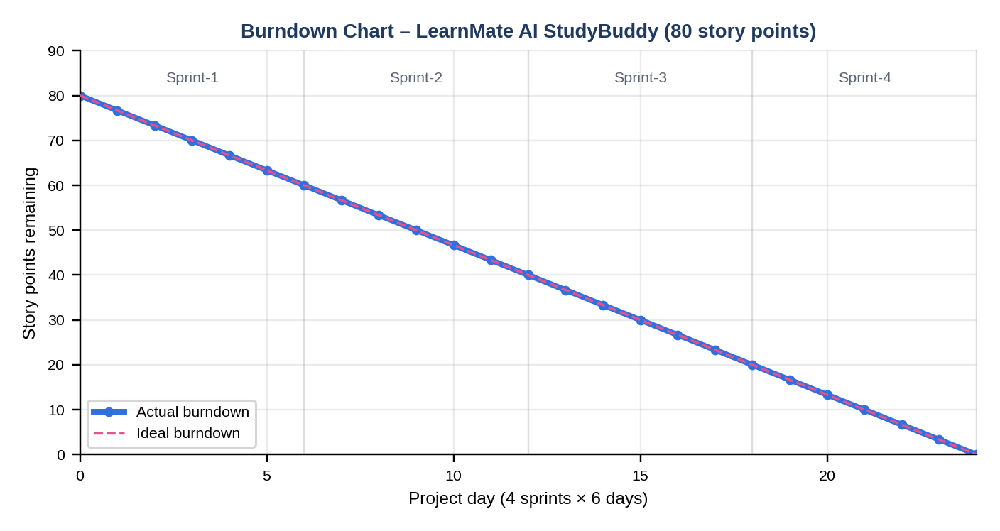 Burndown Chart – LearnMate AI StudyBuddy (80 story points)
90
80
70
60
50
40
30
20
10
0
Story points remaining
Sprint-1
Sprint-2
Sprint-3
Sprint-4
Actual burndown
Ideal burndown
0
5
10
15
20
Project day (4 sprints × 6 days)